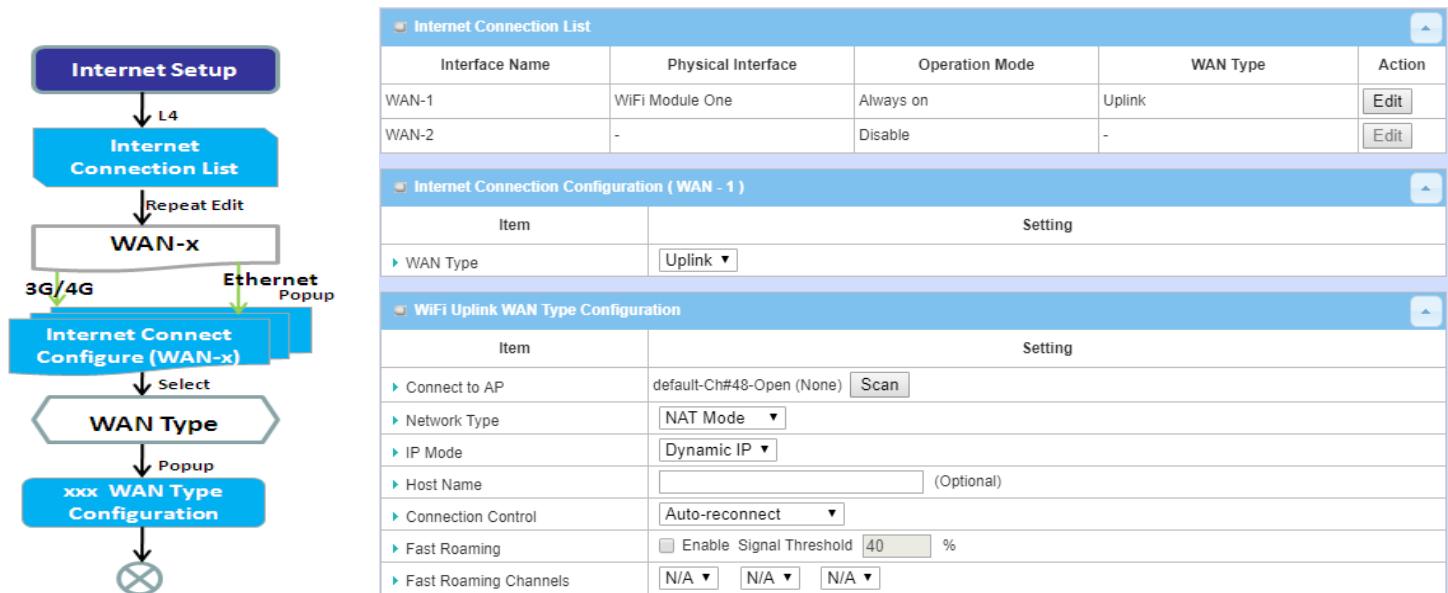 Internet Setup
L4
Internet
Connection List
Repeat Edit
WAN-x
3G/4G
Ethernet
Popup
Internet Connect
Configure (WAN-x)
Select
WAN Type
Popup
xxx WAN Type
Configuration
Internet Connection List
Interface Name Physical Interface Operation Mode WAN Type Action
WAN-1 WiFi Module One Always on Uplink Edit
WAN-2 - Disable - Edit
Internet Connection Configuration ( WAN - 1 )
Item Setting
WAN Type Uplink
WiFi Uplink WAN Type Configuration
Item Setting
Connect to AP default-Ch#48-Open (None) Scan
Network Type NAT Mode
IP Mode Dynamic IP
Host Name (Optional)
Connection Control Auto-reconnect
Fast Roaming Enable Signal Threshold 40 %
Fast Roaming Channels N/A N/A N/A